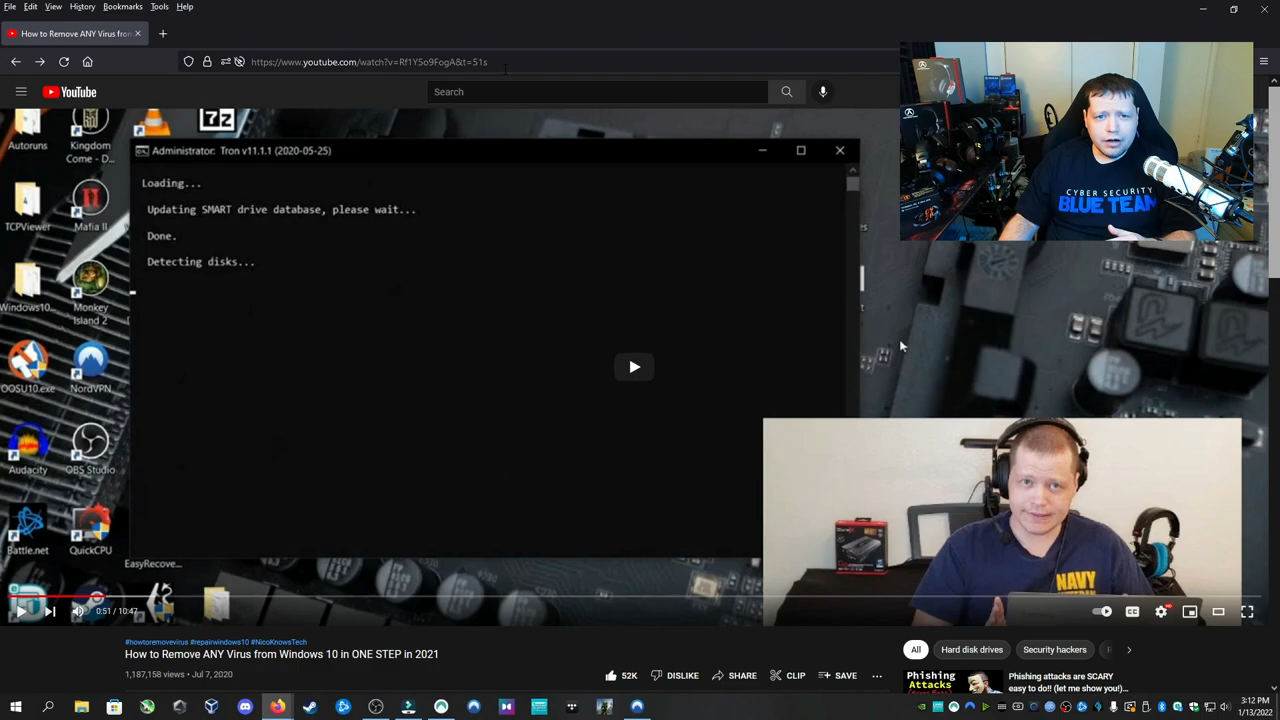 File Edit View History Bookmarks Tools Help
How to Remove ANY Virus from
https://www.youtube.com/watch?v=Rf1Y5o9FogA&t=51s
YouTube
Search
7z
Autoruns
Kingdom
Come - D...
Administrator: Tron v11.1.1 (2020-05-25)
Loading...
Updating SMART drive database, please wait...
Done.
Detecting disks...
TCPViewer
Mafia II
Windows10...
Monkey
Island 2
OOSU10.exe
NordVPN
Audacity
OBS Studio
Battle.net
QuickCPU
EasyRecove...
CYBER SECURITY
BLUE TEAM
NAVY
0:51 / 10:47
CC
#howtoremovevirus #repairwindows10 #NicoKnowsTech
How to Remove ANY Virus from Windows 10 in ONE STEP in 2021
1,187,158 views • Jul 7, 2020
52K
DISLIKE
SHARE
CLIP
SAVE
All
Hard disk drives
Security hackers
Phishing
Attacks
Phishing attacks are SCARY
easy to do!! (let me show you!)...
3:12 PM
1/13/2022